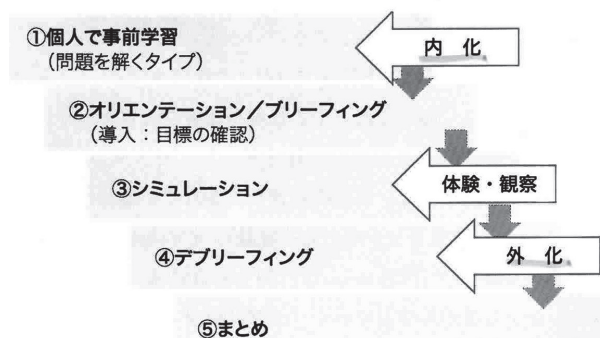 ①個人で事前学習
（問題を解くタイプ）
内 化
②オリエンテーション／ブリーフィング
（導入：目標の確認）
③シミュレーション
体験・観察
④デブリーフィング
外 化
⑤まとめ